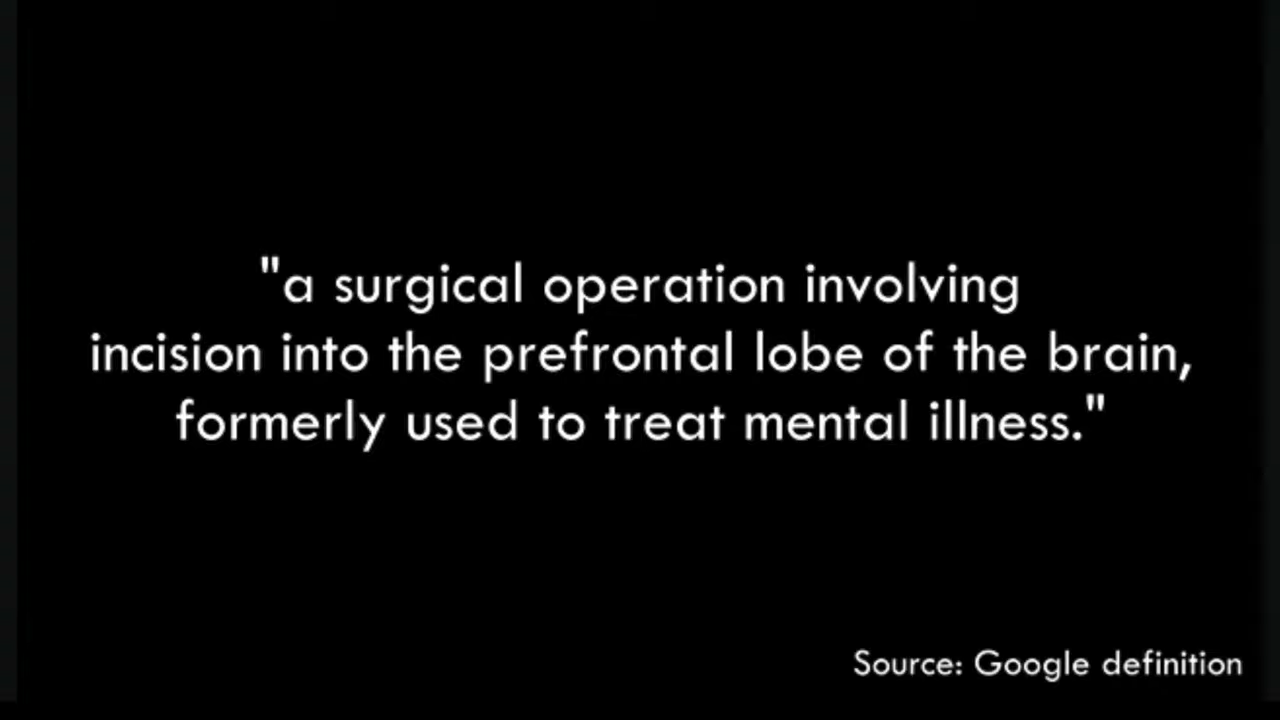 "a surgical operation involving
incision into the prefrontal lobe of the brain,
formerly used to treat mental illness."
Source: Google definition